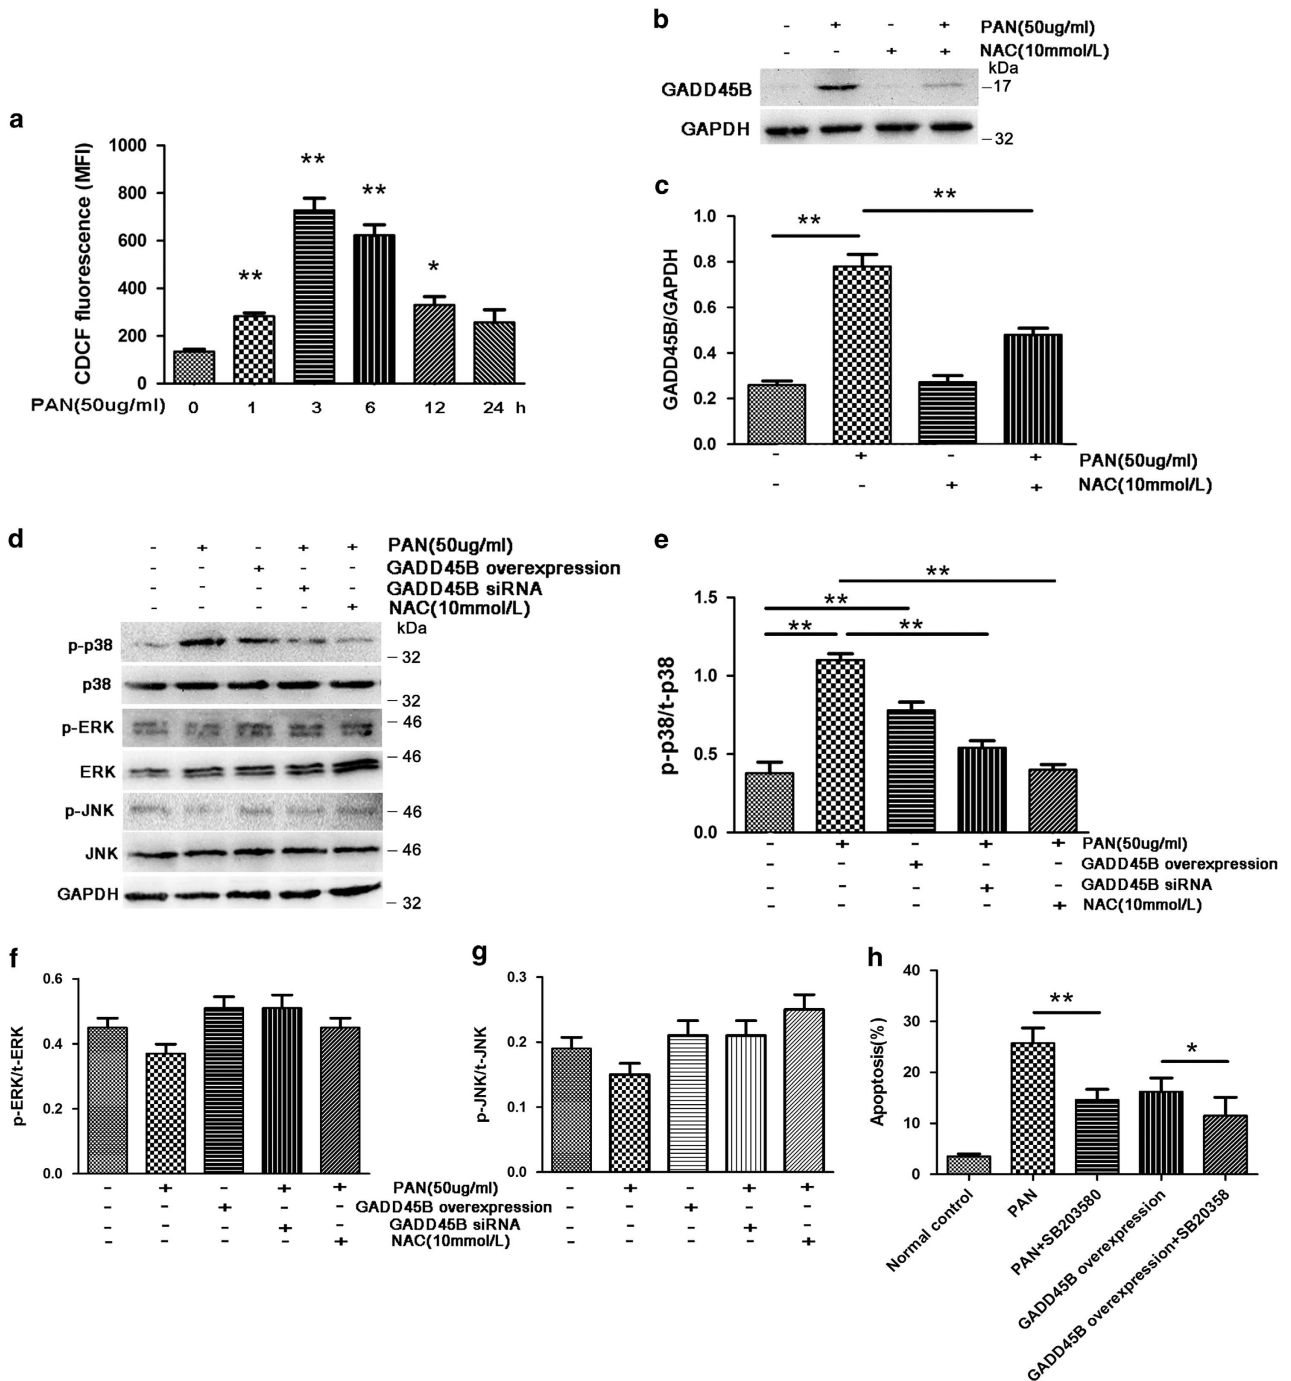 a
CDCF fluorescence (MFI)
1000
800
600
400
200
0
** ** ** *
PAN(50ug/ml) 0 1 3 6 12 24 h
b
- + - + PAN(50ug/ml)
- - + + NAC(10mmol/L)
kDa
GADD45B
–17
GAPDH
–32
c
GADD45B/GAPDH
1.0
0.8
0.6
0.4
0.2
0.0
** **
- + - + PAN(50ug/ml)
- - + + NAC(10mmol/L)
d
- + - + + PAN(50ug/ml)
- - + - - GADD45B overexpression
- - - + - GADD45B siRNA
- - - - + NAC(10mmol/L)
kDa
p-p38
– 32
p38
– 32
p-ERK
– 46
ERK
– 46
p-JNK
– 46
JNK
– 46
GAPDH
– 32
e
p-p38/t-p38
1.5
1.0
0.5
0.0
** ** ** **
- + - + + PAN(50ug/ml)
- - + - - GADD45B overexpression
- - - + - GADD45B siRNA
- - - - + NAC(10mmol/L)
f
p-ERK/t-ERK
0.6
0.4
0.2
0.0
- + - + + PAN(50ug/ml)
- - + - - GADD45B overexpression
- - - + - GADD45B siRNA
- - - - + NAC(10mmol/L)
g
p-JNK/t-JNK
0.3
0.2
0.1
0.0
- + - + +
- - + - -
- - - + -
- - - - +
h
Apoptosis(%)
40
30
20
10
0
** *
Normal control
PAN
PAN+SB203580
GADD45B overexpression
GADD45B overexpression+SB20358